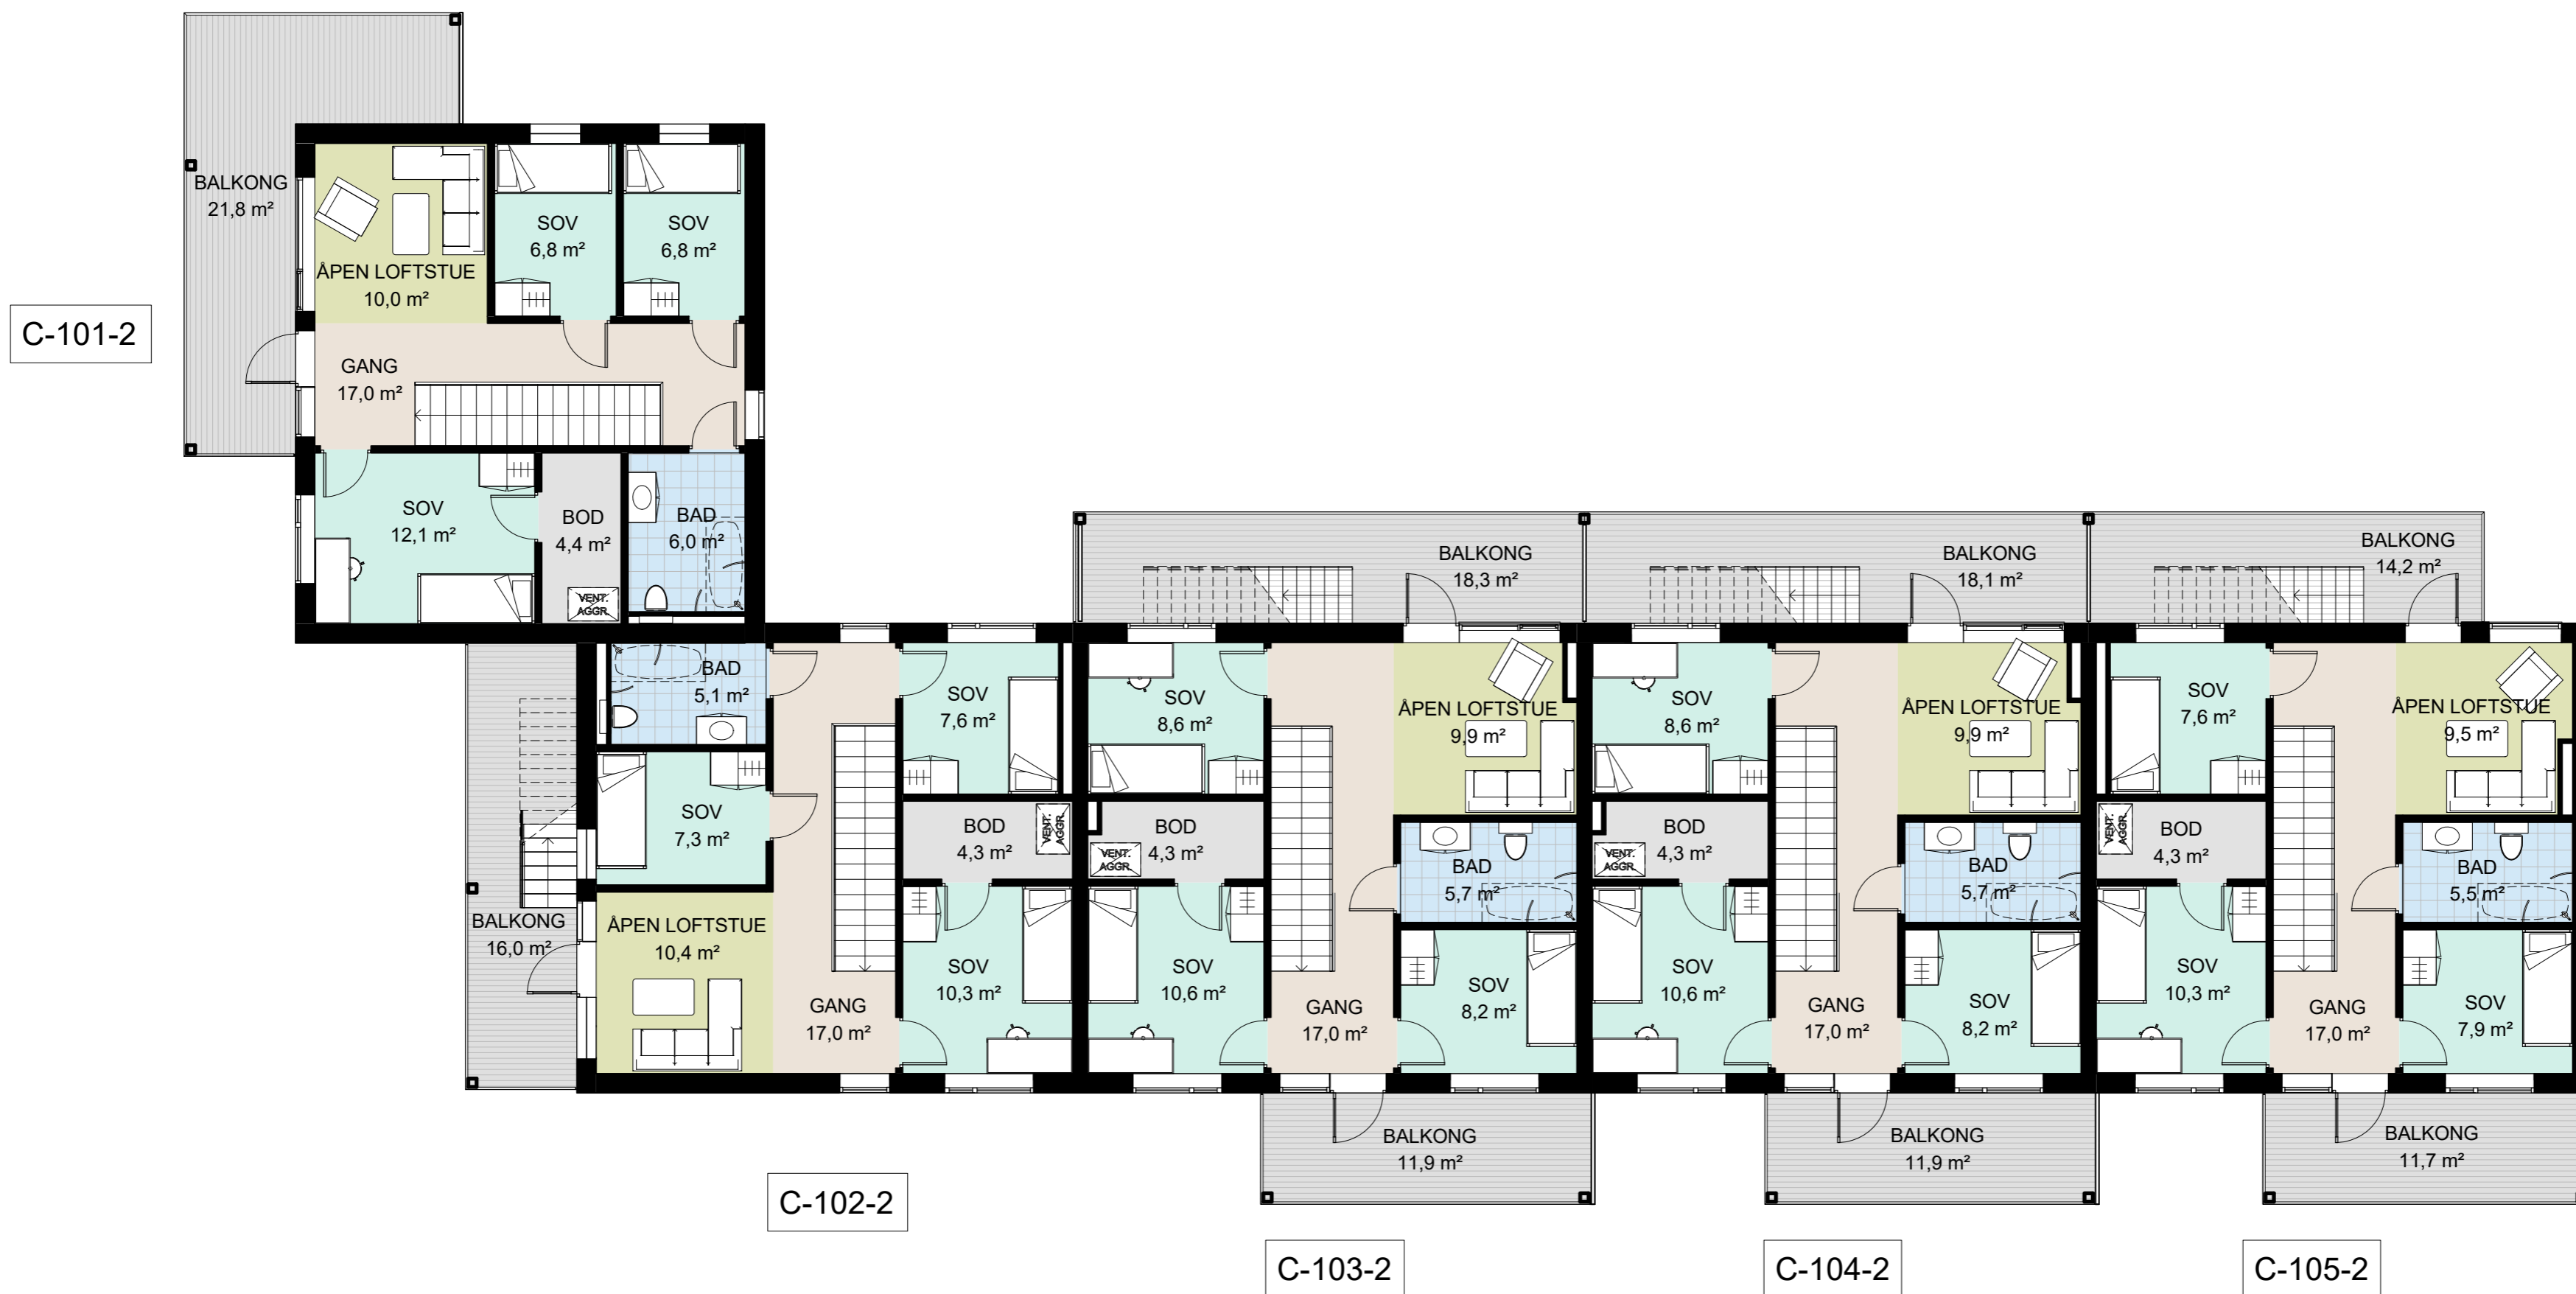 BALKONG
21,8 m²
ÅPEN LOFTSTUE
10,0 m²
SOV
6,8 m²
SOV
6,8 m²
C-101-2
GANG
17,0 m²
SOV
12,1 m²
BOD
4,4 m²
VENT.
AGGR.
BAD
6,0 m²
BAD
5,1 m²
SOV
7,6 m²
SOV
7,3 m²
BOD
4,3 m²
VENT.
AGGR.
BALKONG
16,0 m²
ÅPEN LOFTSTUE
10,4 m²
SOV
10,3 m²
GANG
17,0 m²
C-102-2
BALKONG
18,3 m²
SOV
8,6 m²
ÅPEN LOFTSTUE
9,9 m²
BOD
4,3 m²
VENT.
AGGR.
BAD
5,7 m²
SOV
10,6 m²
GANG
17,0 m²
SOV
8,2 m²
BALKONG
11,9 m²
C-103-2
BALKONG
18,1 m²
SOV
8,6 m²
ÅPEN LOFTSTUE
9,9 m²
BOD
4,3 m²
VENT.
AGGR.
BAD
5,7 m²
SOV
10,6 m²
GANG
17,0 m²
SOV
8,2 m²
BALKONG
11,9 m²
C-104-2
BALKONG
14,2 m²
SOV
7,6 m²
ÅPEN LOFTSTUE
9,5 m²
VENT.
AGGR.
BOD
4,3 m²
BAD
5,5 m²
SOV
10,3 m²
GANG
17,0 m²
SOV
7,9 m²
BALKONG
11,7 m²
C-105-2